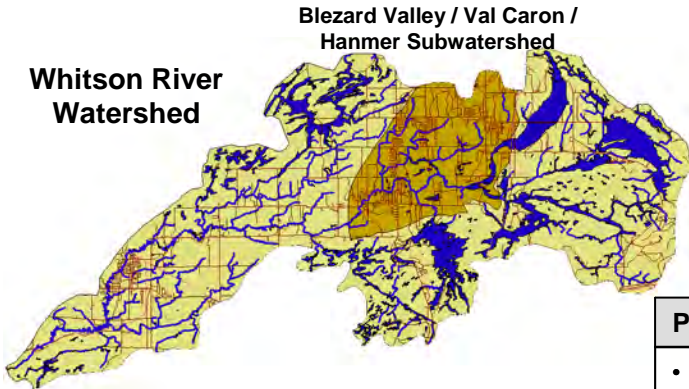 Blezard Valley / Val Caron /
Hanmer Subwatershed
Whitson River
Watershed
P
•